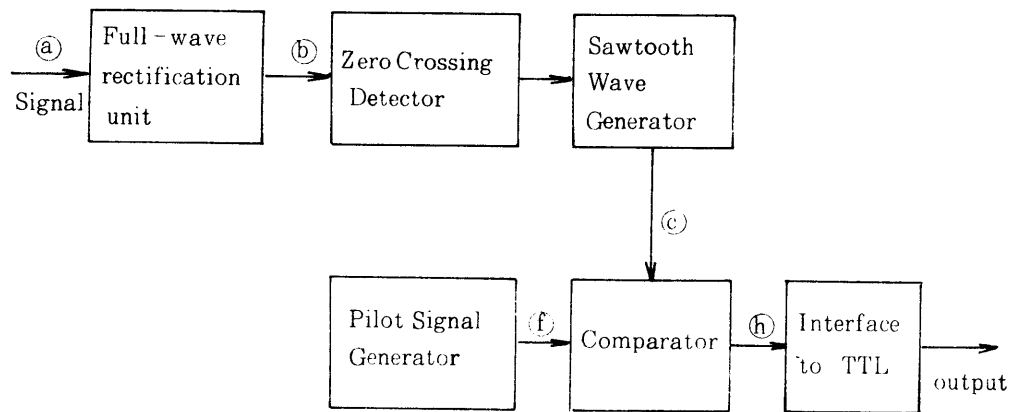 ⓐ
Signal
Full-wave
rectification
unit
ⓑ
Zero Crossing
Detector
Sawtooth
Wave
Generator
ⓒ
Pilot Signal
Generator
ⓕ
Comparator
ⓗ
Interface
to TTL
output